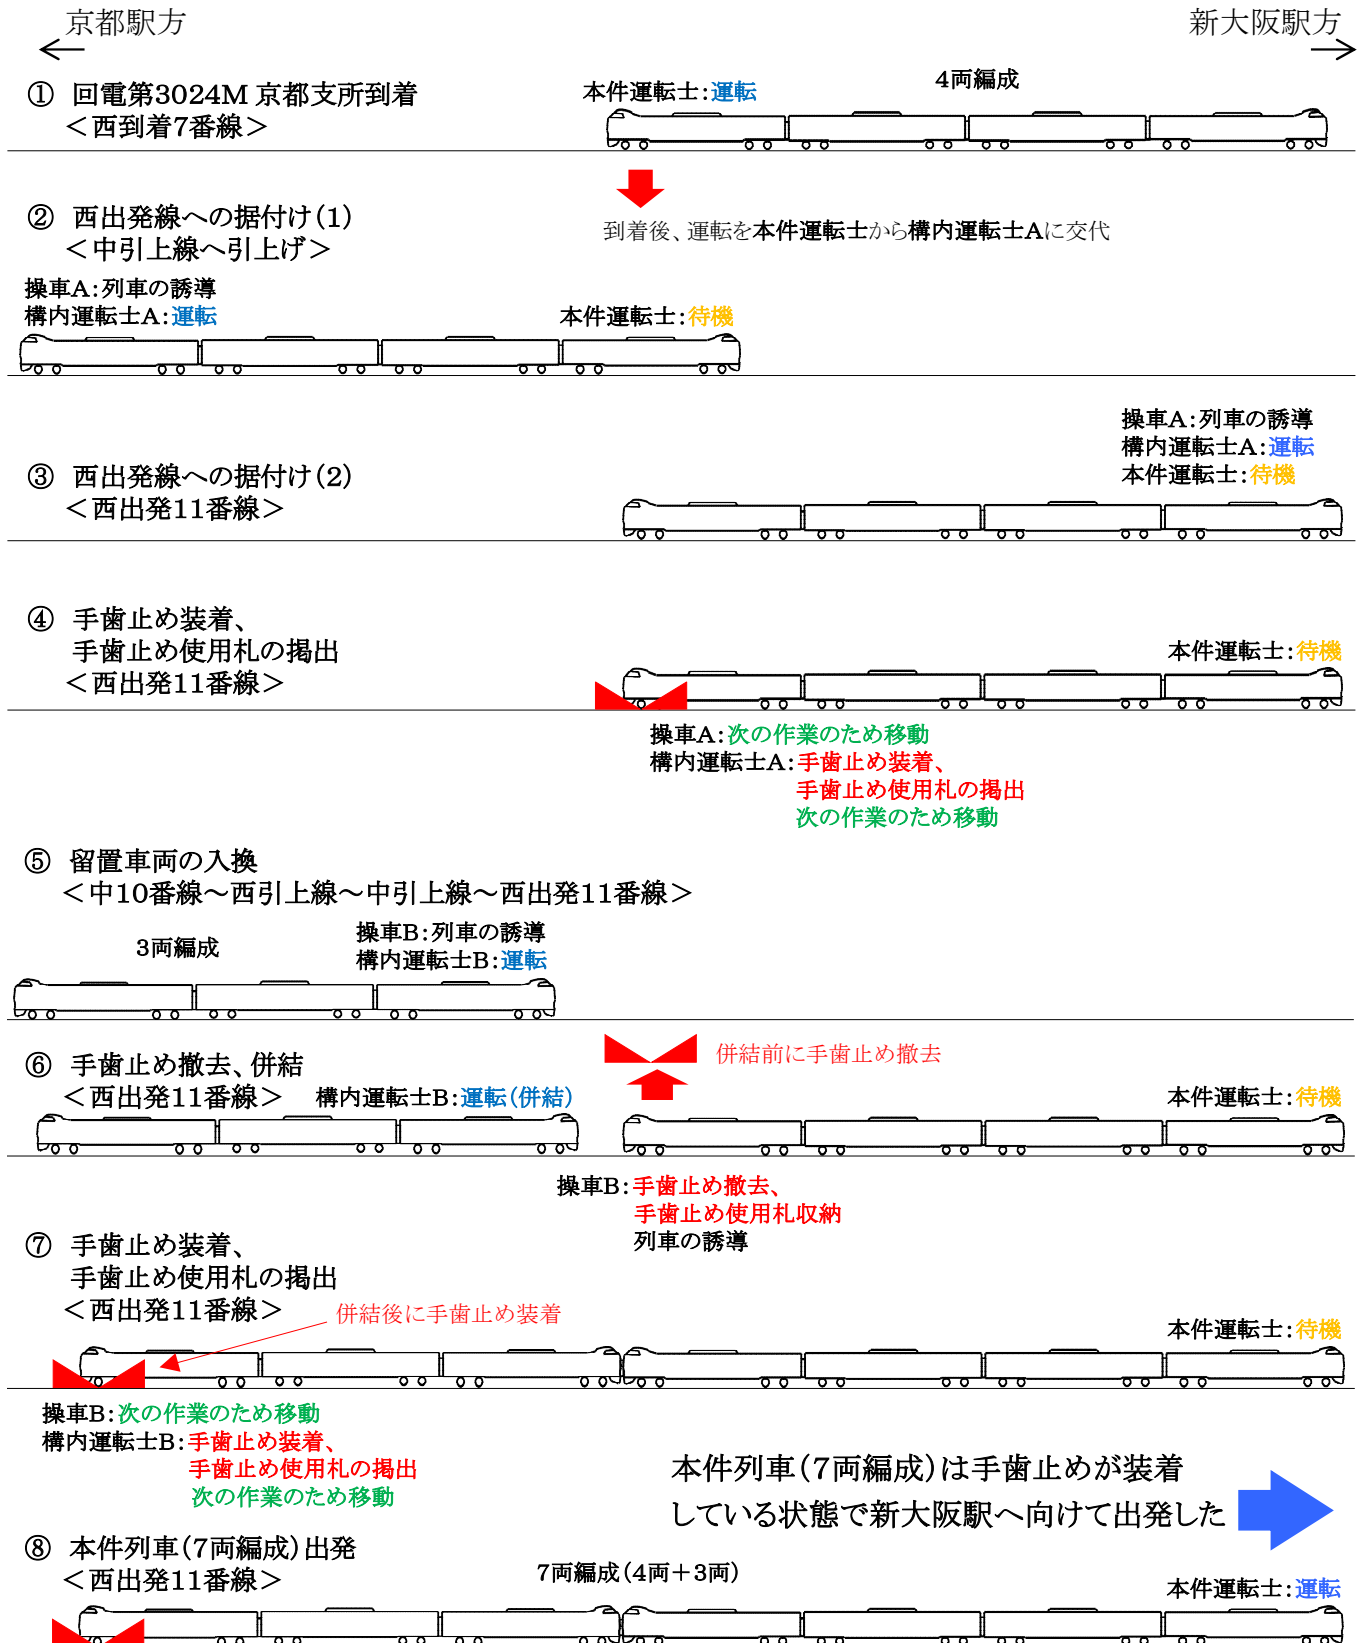 京都駅方
新大阪駅方
① 回電第3024M 京都支所到着
＜西到着7番線＞
本件運転士：運転
4両編成
到着後、運転を本件運転士から構内運転士Aに交代
② 西出発線への据付け（1）
＜中引上線へ引上げ＞
操車A：列車の誘導
構内運転士A：運転
本件運転士：待機
③ 西出発線への据付け（2）
＜西出発11番線＞
操車A：列車の誘導
構内運転士A：運転
本件運転士：待機
④ 手歯止め装着、
手歯止め使用札の掲出
＜西出発11番線＞
本件運転士：待機
操車A：次の作業のため移動
構内運転士A：手歯止め装着、
手歯止め使用札の掲出
次の作業のため移動
⑤ 留置車両の入換
＜中10番線～西引上線～中引上線～西出発11番線＞
3両編成
操車B：列車の誘導
構内運転士B：運転
⑥ 手歯止め撤去、併結
＜西出発11番線＞
併結前に手歯止め撤去
構内運転士B：運転（併結）
本件運転士：待機
操車B：手歯止め撤去、
手歯止め使用札収納
列車の誘導
⑦ 手歯止め装着、
手歯止め使用札の掲出
＜西出発11番線＞
併結後に手歯止め装着
本件運転士：待機
操車B：次の作業のため移動
構内運転士B：手歯止め装着、
手歯止め使用札の掲出
次の作業のため移動
本件列車（7両編成）は手歯止めが装着
している状態で新大阪駅へ向けて出発した
⑧ 本件列車（7両編成）出発
＜西出発11番線＞
7両編成（4両＋3両）
本件運転士：運転